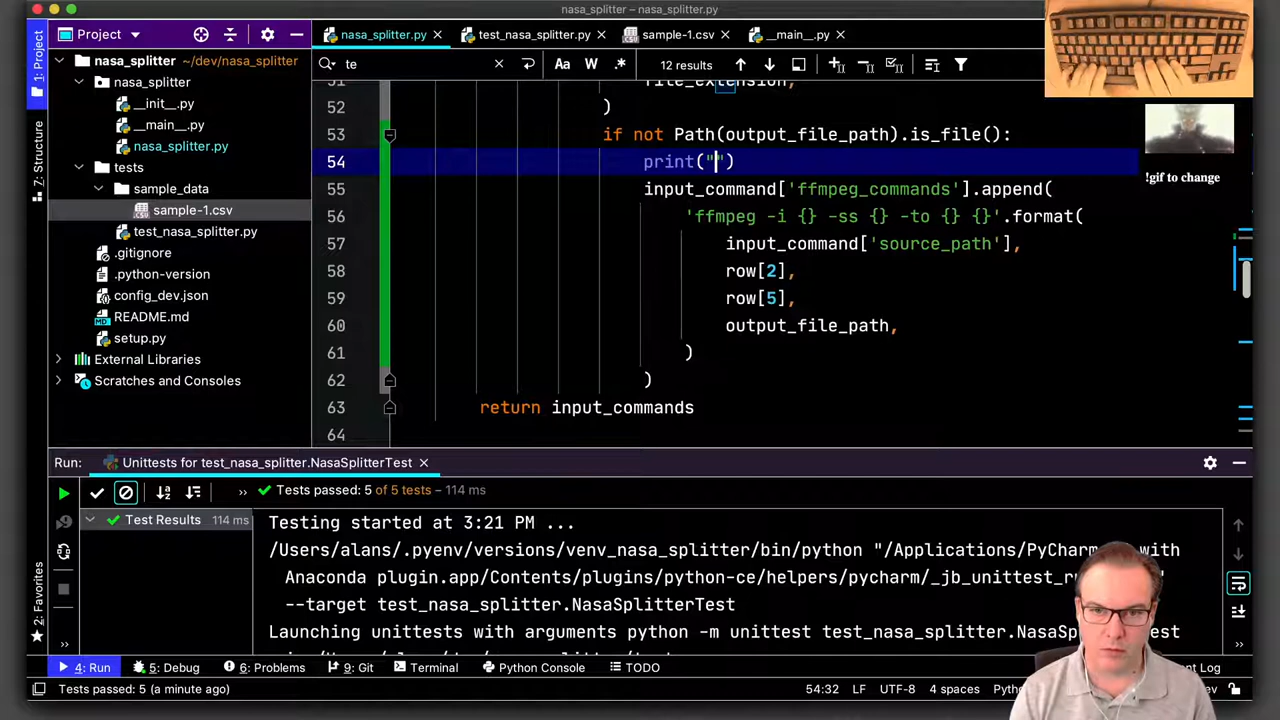 nasa_splitter – nasa_splitter.py
Project
nasa_splitter.py
test_nasa_splitter.py
sample-1.csv
__main__.py
1: Project
nasa_splitter ~/dev/nasa_splitter
te
Aa W .* 12 results
nasa_splitter
__init__.py
__main__.py
nasa_splitter.py
tests
sample_data
sample-1.csv
test_nasa_splitter.py
.gitignore
.python-version
config_dev.json
README.md
setup.py
External Libraries
Scratches and Consoles
7: Structure
2: Favorites
51 file_extension,
52 )
53 if not Path(output_file_path).is_file():
54 print("")
55 input_command['ffmpeg_commands'].append(
56 'ffmpeg -i {} -ss {} -to {} {}'.format(
57 input_command['source_path'],
58 row[2],
59 row[5],
60 output_file_path,
61 )
62 )
63 return input_commands
64
!gif to change
Run: Unittests for test_nasa_splitter.NasaSplitterTest
Tests passed: 5 of 5 tests – 114 ms
Test Results 114 ms
Testing started at 3:21 PM ...
/Users/alans/.pyenv/versions/venv_nasa_splitter/bin/python "/Applications/PyCharm with
Anaconda plugin.app/Contents/plugins/python-ce/helpers/pycharm/_jb_unittest_
--target test_nasa_splitter.NasaSplitterTest
Launching unittests with arguments python -m unittest test_nasa_splitter.
4: Run 5: Debug 6: Problems 9: Git Terminal Python Console TODO t Log
Tests passed: 5 (a minute ago) 54:32 LF UTF-8 4 spaces